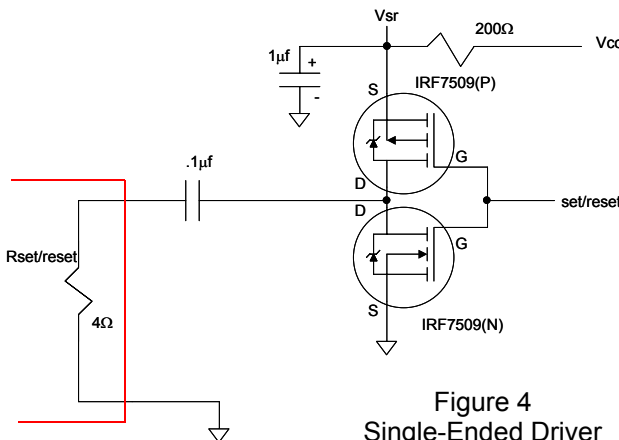 Vsr
200Ω
Vcc
1µf
+
-
IRF7509(P)
S
G
D
.1µf
D
set/reset
G
Rset/reset
4Ω
S
IRF7509(N)
Figure 4
Single-Ended Driver